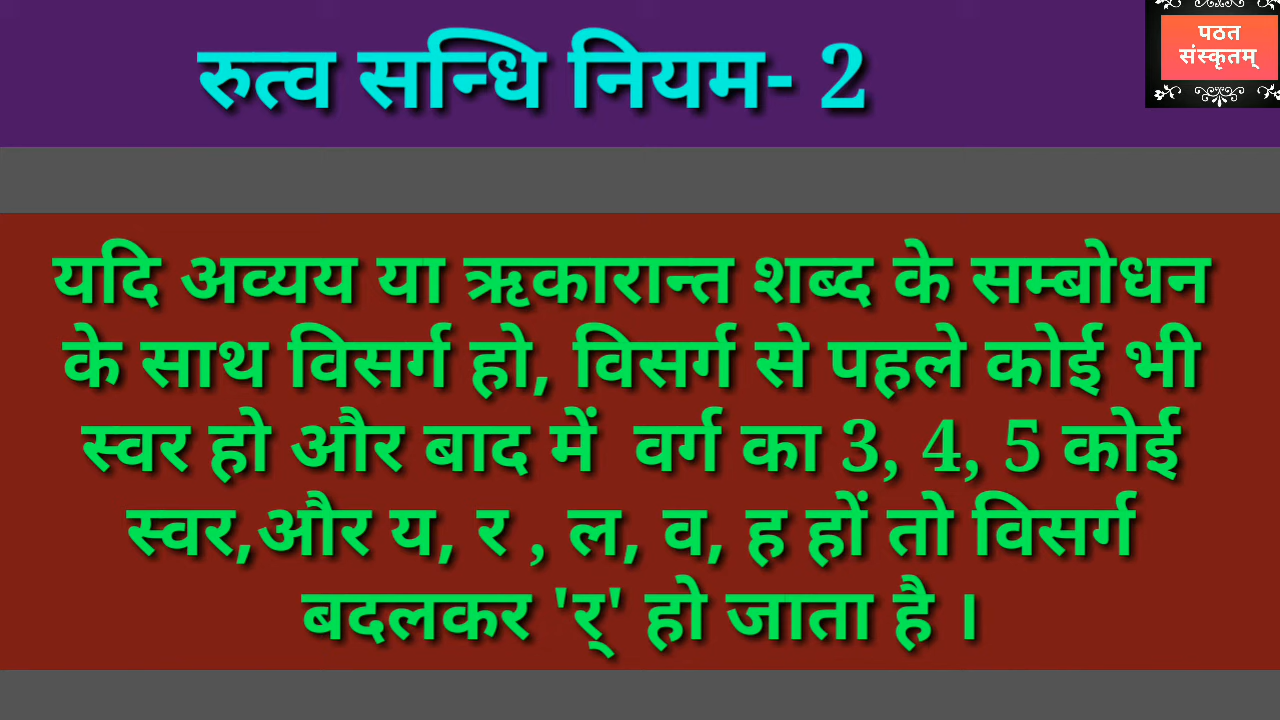 रुत्व सन्धि नियम- 2
पठत
संस्कृतम्
यदि अव्यय या ऋकारान्त शब्द के सम्बोधन
के साथ विसर्ग हो, विसर्ग से पहले कोई भी
स्वर हो और बाद में वर्ग का 3, 4, 5 कोई
स्वर,और य, र , ल, व, ह हों तो विसर्ग
बदलकर 'र्' हो जाता है ।